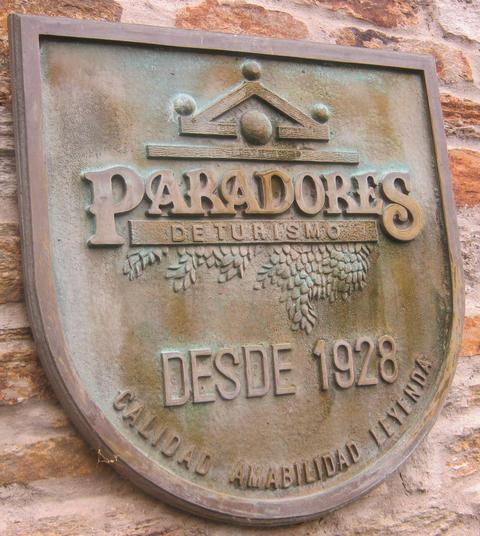 PARADORES
DE TURISMO
DESDE 1928
CALIDAD AMABILIDAD LEYENDA